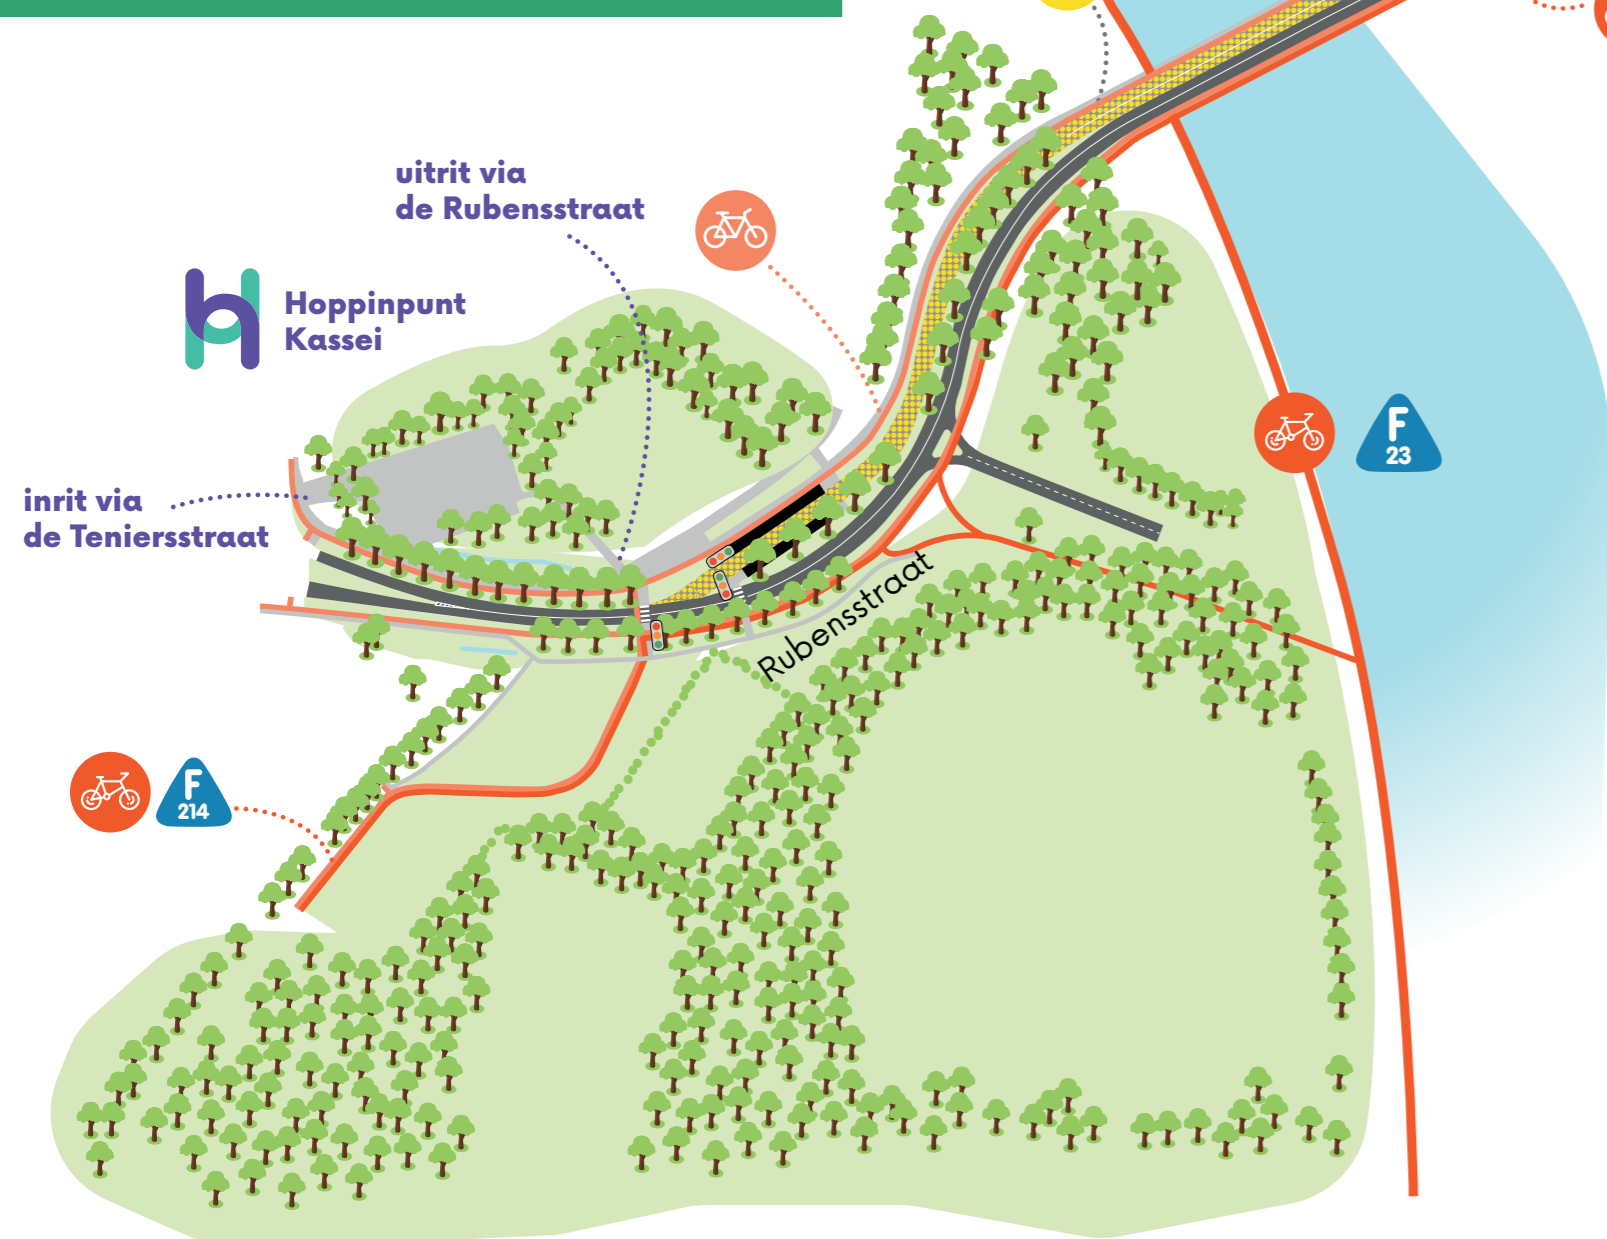 uitrit via
de Rubensstraat
Hoppinpunt
Kassei
inrit via
de Teniersstraat
F
23
Rubensstraat
F
214